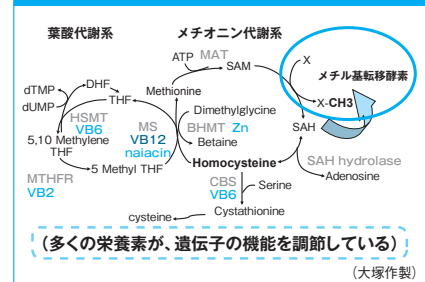 葉酸代謝系
メチオニン代謝系
ATP MAT
SAM
X
メチル基転移酵素
X-CH3
DHF
dTMP
dUMP
THF
Methionine
HSMT
VB6
5,10 Methylene
THF
MS
VB12
naiacin
Dimethylglycine
BHMT Zn
Betaine
SAH
5 Methyl THF
MTHFR
VB2
Homocysteine
SAH hydrolase
Adenosine
CBS
VB6
Serine
cysteine
Cystathionine
(多くの栄養素が、遺伝子の機能を調節している)
(大塚作製)